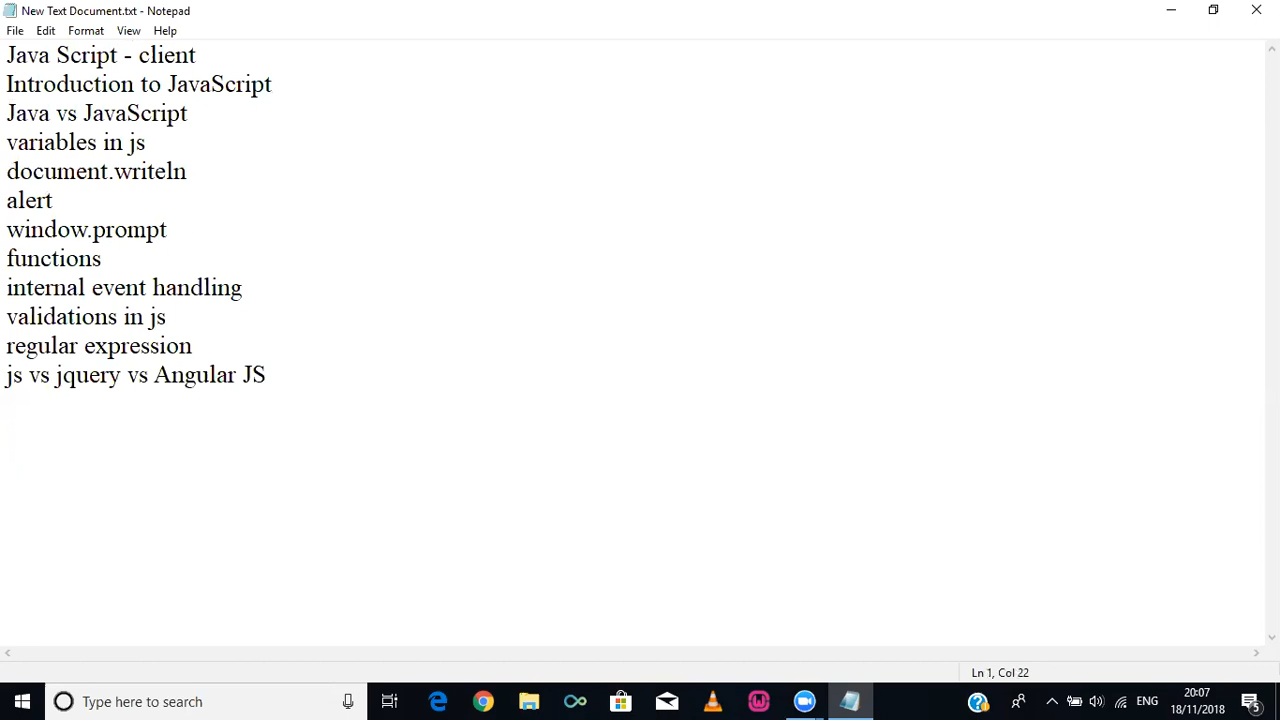 New Text Document.txt - Notepad
File Edit Format View Help
Java Script - client
Introduction to JavaScript
Java vs JavaScript
variables in js
document.writeln
alert
window.prompt
functions
internal event handling
validations in js
regular expression
js vs jquery vs Angular JS
Ln 1, Col 22
Type here to search
ENG
20:07
18/11/2018
5